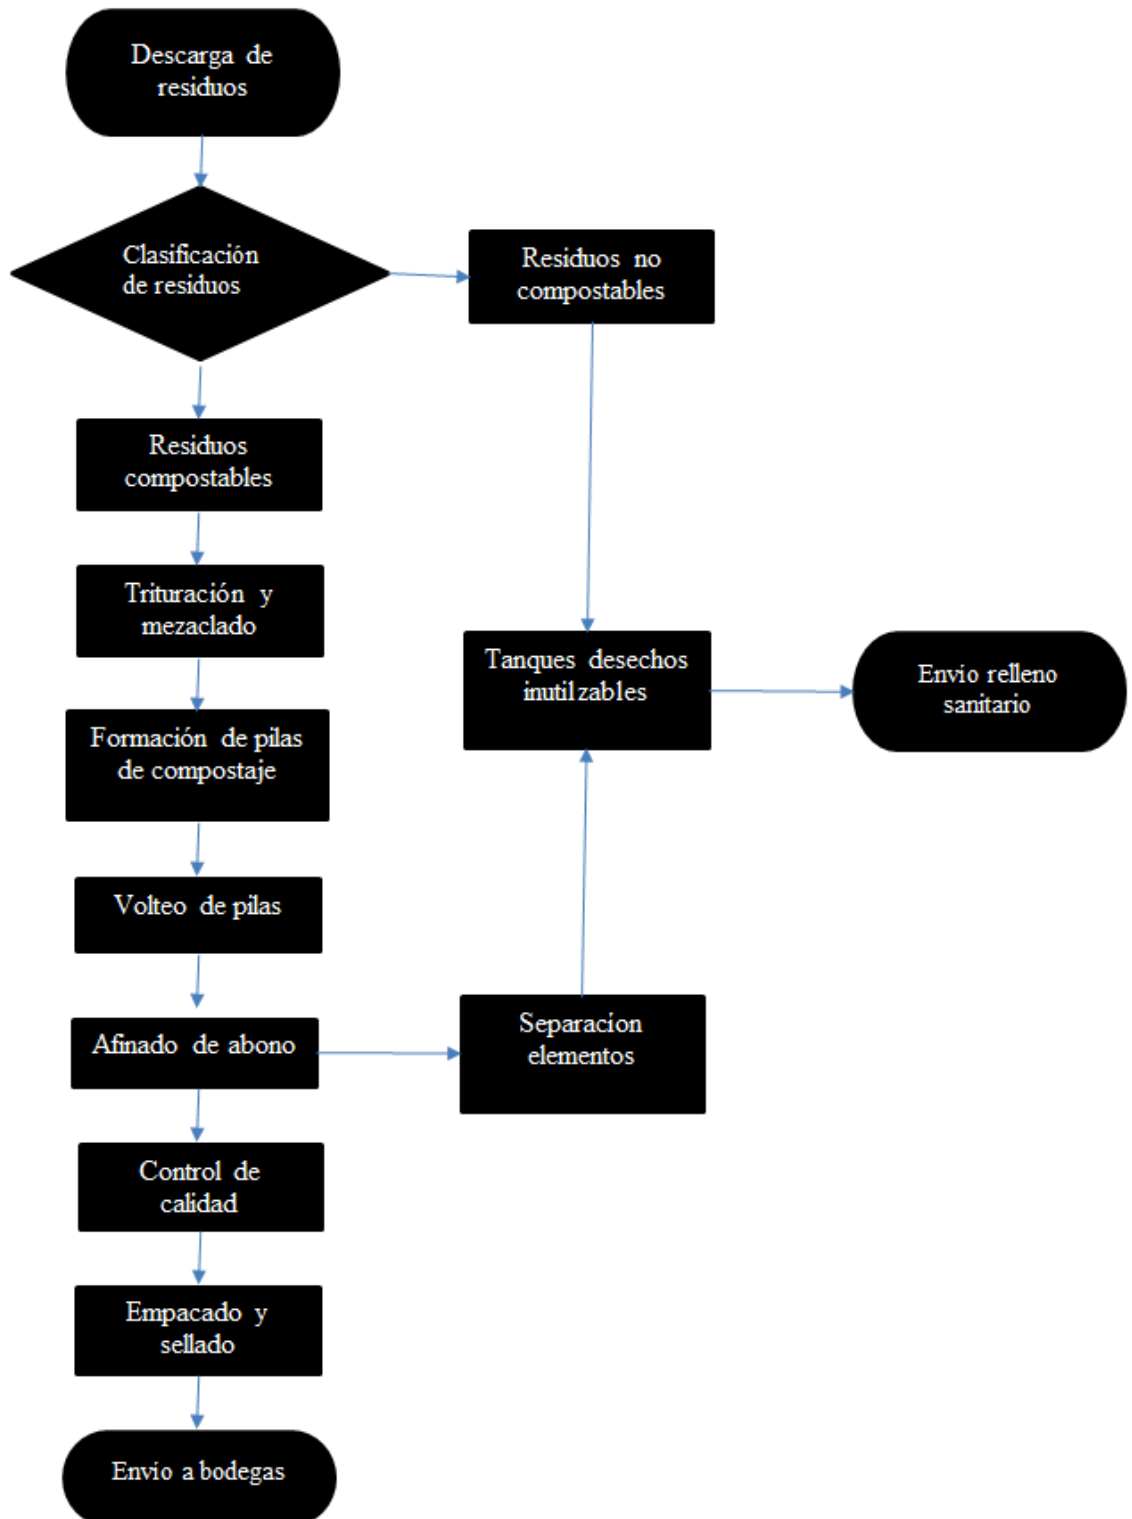 Descarga de
residuos
Clasificación
de residuos
Residuos no
compostables
Residuos
compostables
Trituración y
mezaclado
Tanques desechos
inutilzables
Envio relleno
sanitario
Formación de pilas
de compostaje
Volteo de pilas
Afinado de abono
Separacion
elementos
Control de
calidad
Empacado y
sellado
Envio a bodegas